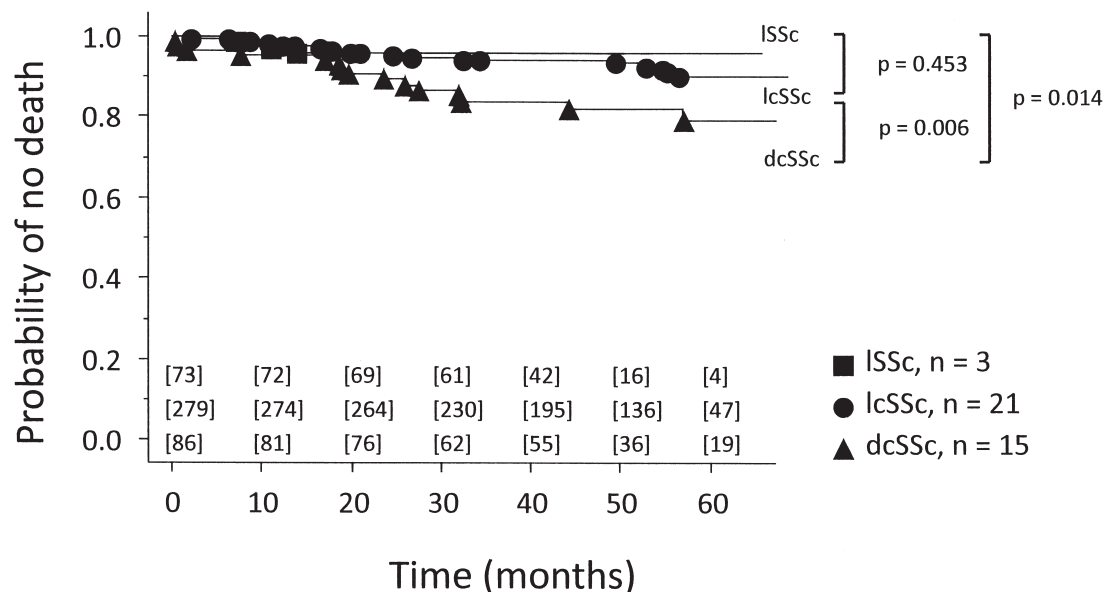 Probability of no death
1.0
0.8
0.6
0.4
0.2
0.0
lSSc
lcSSc
dcSSc
p = 0.453
p = 0.006
p = 0.014
[73] [72] [69] [61] [42] [16] [4]
[279] [274] [264] [230] [195] [136] [47]
[86] [81] [76] [62] [55] [36] [19]
lSSc, n = 3
lcSSc, n = 21
dcSSc, n = 15
0 10 20 30 40 50 60
Time (months)